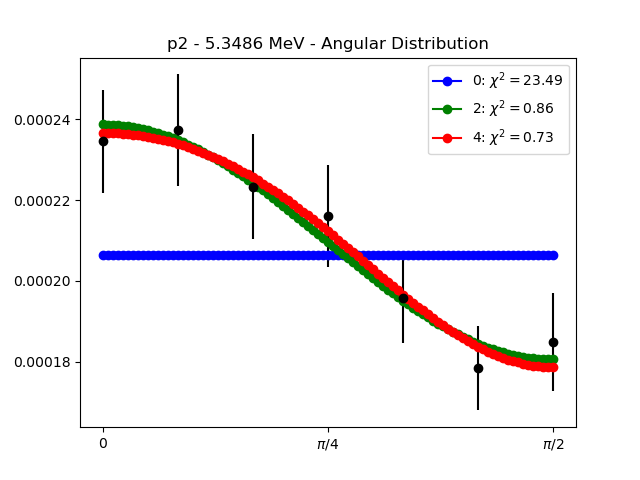 p2 - 5.3486 MeV - Angular Distribution
0: χ² = 23.49
2: χ² = 0.86
4: χ² = 0.73
0.00024
0.00022
0.00020
0.00018
0
π/4
π/2